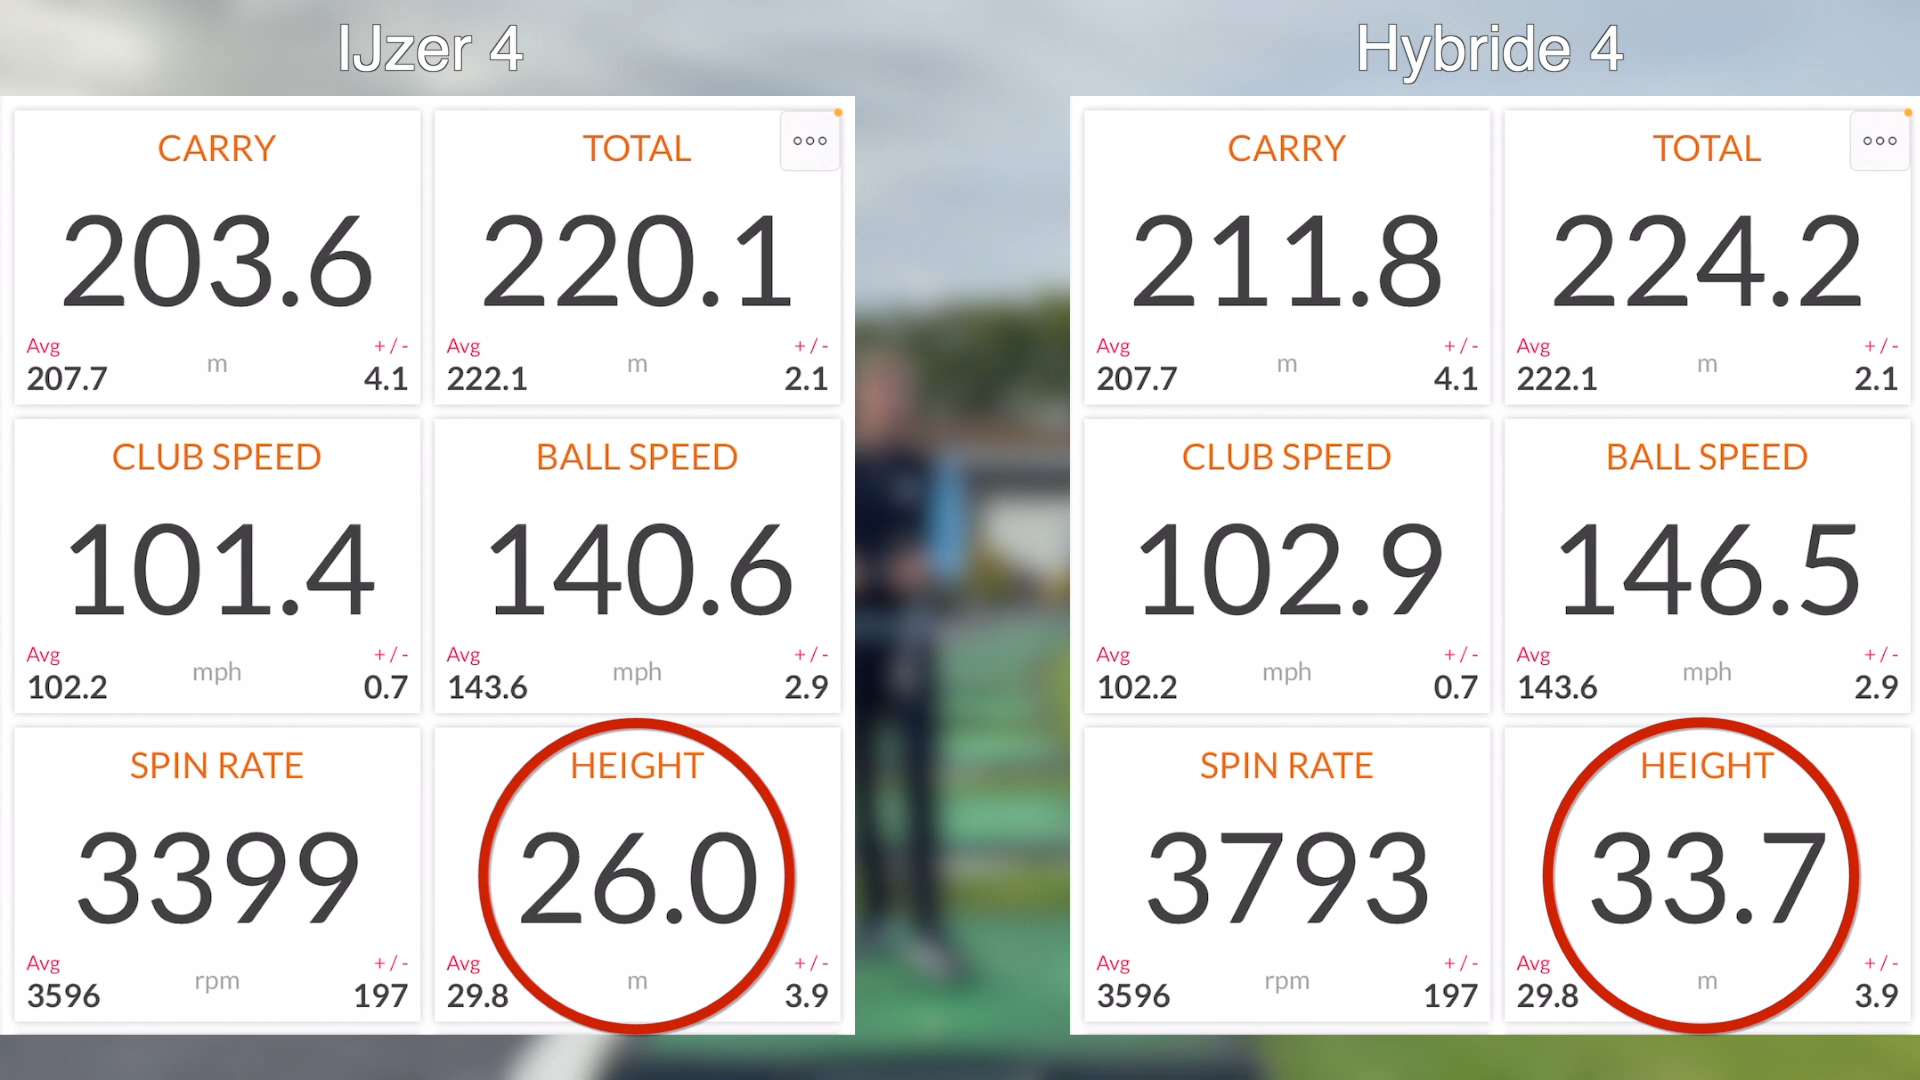 IJzer 4
CARRY
203.6
Avg
207.7
m
+ / -
4.1
TOTAL
220.1
Avg
222.1
m
+ / -
2.1
CLUB SPEED
101.4
Avg
102.2
mph
+ / -
0.7
BALL SPEED
140.6
Avg
143.6
mph
+ / -
2.9
SPIN RATE
3399
Avg
3596
rpm
+ / -
197
HEIGHT
26.0
Avg
29.8
m
+ / -
3.9
Hybride 4
CARRY
211.8
Avg
207.7
m
+ / -
4.1
TOTAL
224.2
Avg
222.1
m
+ / -
2.1
CLUB SPEED
102.9
Avg
102.2
mph
+ / -
0.7
BALL SPEED
146.5
Avg
143.6
mph
+ / -
2.9
SPIN RATE
3793
Avg
3596
rpm
+ / -
197
HEIGHT
33.7
Avg
29.8
m
+ / -
3.9